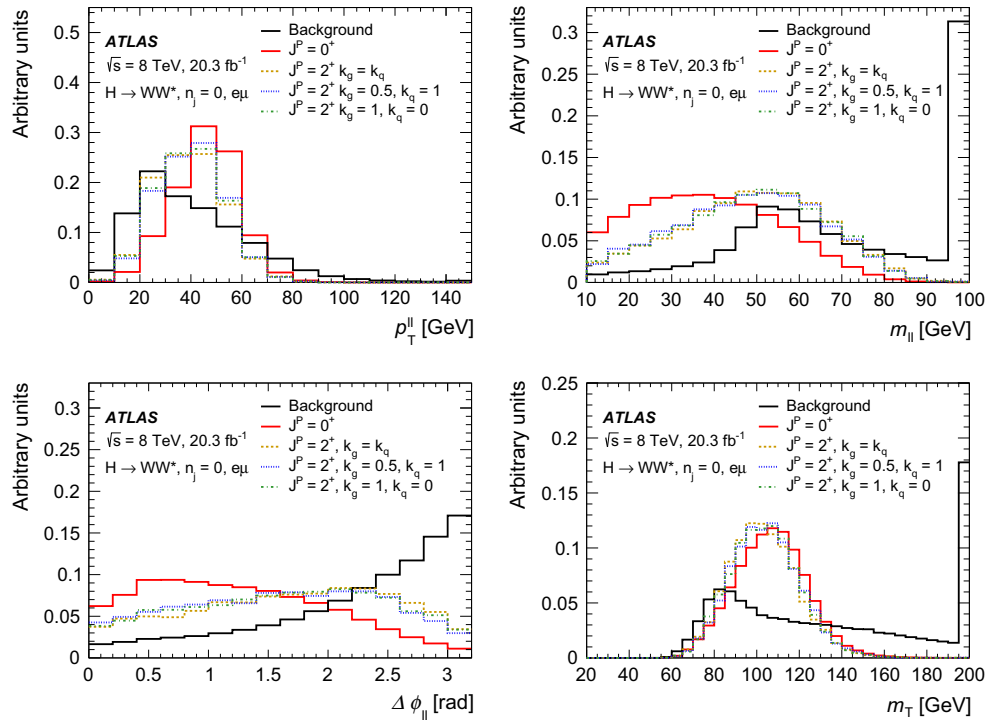 Arbitrary units
0.5
0.4
0.3
0.2
0.1
0
ATLAS
√s = 8 TeV, 20.3 fb⁻¹
H → WW*, n_j = 0, eμ
Background
J^P = 0⁺
J^P = 2⁺ k_g = k_q
J^P = 2⁺ k_g = 0.5, k_q = 1
J^P = 2⁺ k_g = 1, k_q = 0
0 20 40 60 80 100 120 140
p_T^ll [GeV]
Arbitrary units
0.3
0.25
0.2
0.15
0.1
0.05
0
ATLAS
√s = 8 TeV, 20.3 fb⁻¹
H → WW*, n_j = 0, eμ
Background
J^P = 0⁺
J^P = 2⁺ k_g = k_q
J^P = 2⁺ k_g = 0.5, k_q = 1
J^P = 2⁺ k_g = 1, k_q = 0
10 20 30 40 50 60 70 80 90 100
m_ll [GeV]
Arbitrary units
0.3
0.25
0.2
0.15
0.1
0.05
0
ATLAS
√s = 8 TeV, 20.3 fb⁻¹
H → WW*, n_j = 0, eμ
Background
J^P = 0⁺
J^P = 2⁺, k_g = k_q
J^P = 2⁺, k_g = 0.5, k_q = 1
J^P = 2⁺, k_g = 1, k_q = 0
0 0.5 1 1.5 2 2.5 3
Δ ϕ_ll [rad]
Arbitrary units
0.25
0.2
0.15
0.1
0.05
0
ATLAS
√s = 8 TeV, 20.3 fb⁻¹
H → WW*, n_j = 0, eμ
Background
J^P = 0⁺
J^P = 2⁺, k_g = k_q
J^P = 2⁺, k_g = 0.5, k_q = 1
J^P = 2⁺, k_g = 1, k_q = 0
20 40 60 80 100 120 140 160 180 200
m_T [GeV]